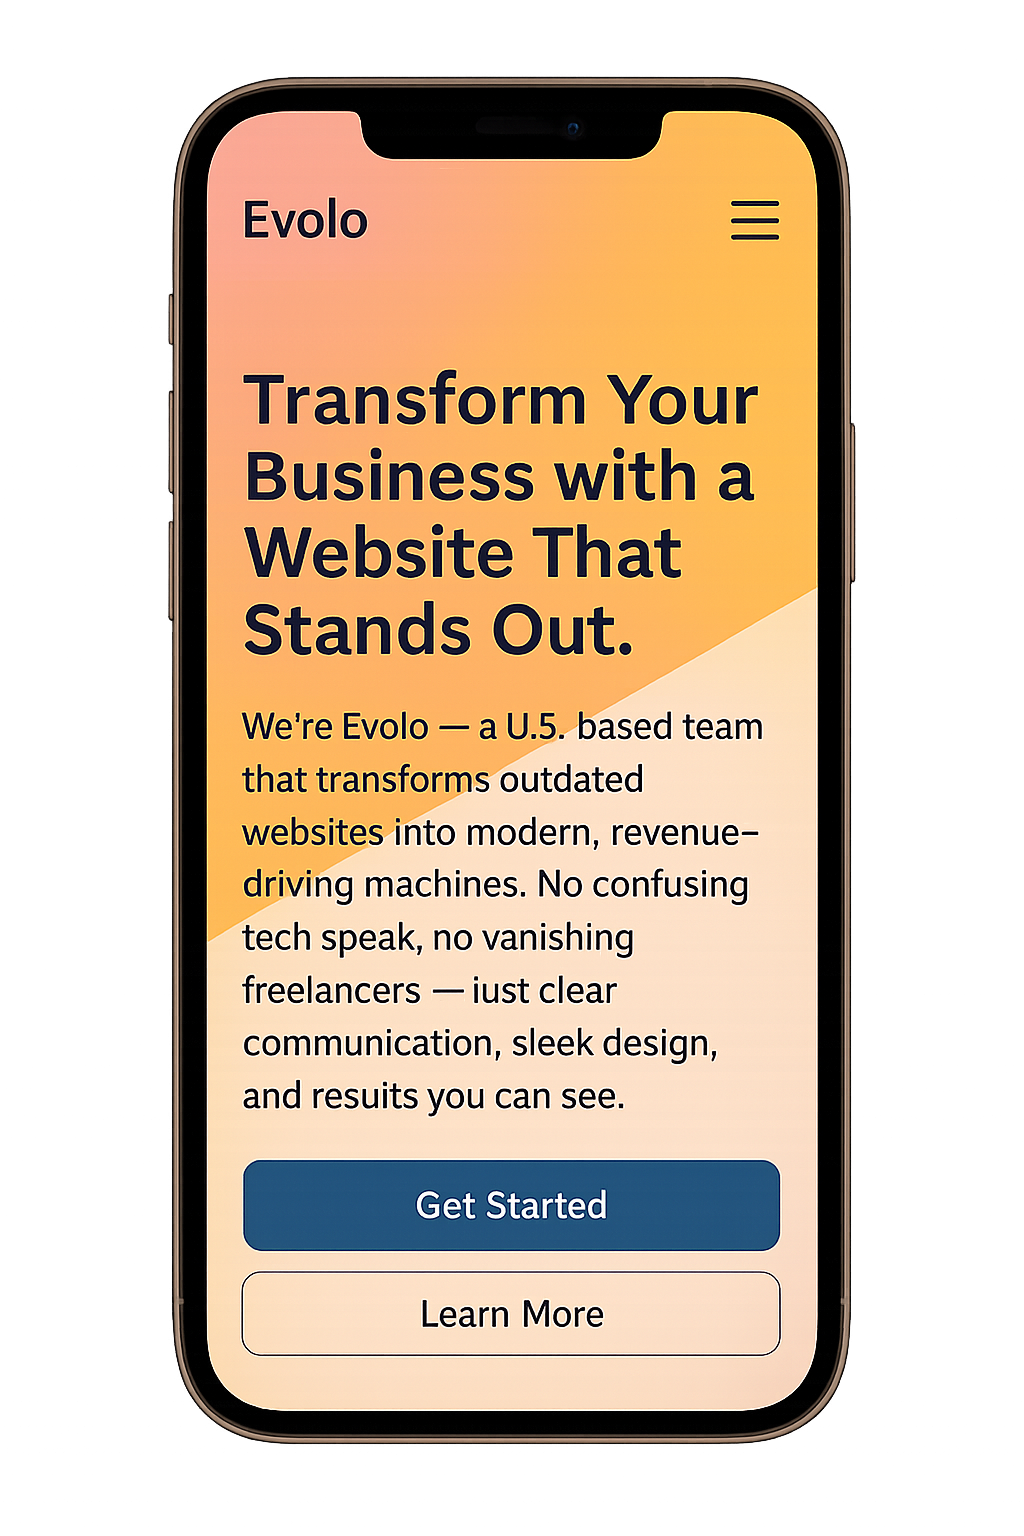 Evolo
Transform Your
Business with a
Website That
Stands Out.
We're Evolo — a U.5. based team
that transforms outdated
websites into modern, revenue–
driving machines. No confusing
tech speak, no vanishing
freelancers — iust clear
communication, sleek design,
and resuits you can see.
Get Started
Learn More